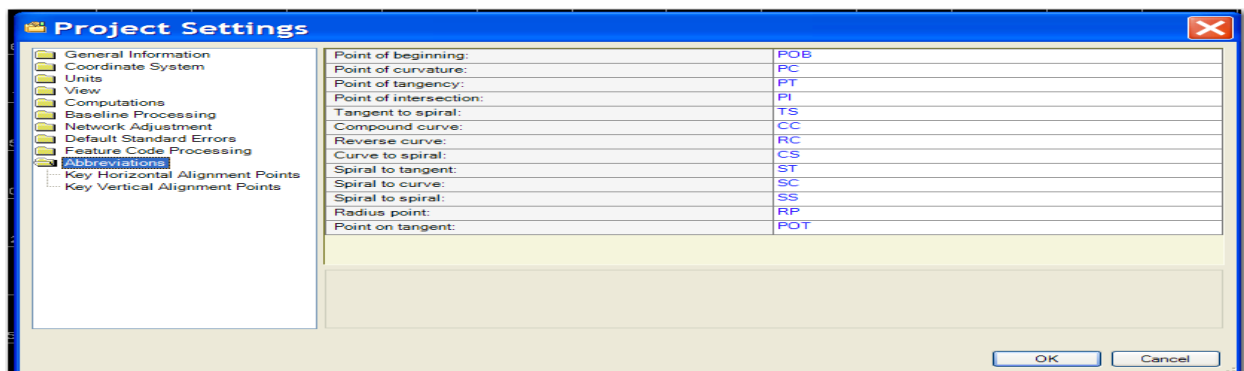 Project Settings
General Information
Coordinate System
Units
View
Computations
Baseline Processing
Network Adjustment
Default Standard Errors
Feature Code Processing
Abbreviations
Key Horizontal Alignment Points
Key Vertical Alignment Points
Point of beginning: POB
Point of curvature: PC
Point of tangency: PT
Point of intersection: PI
Tangent to spiral: TS
Compound curve: CC
Reverse curve: RC
Curve to spiral: CS
Spiral to tangent: ST
Spiral to curve: SC
Spiral to spiral: SS
Radius point: RP
Point on tangent: POT
OK Cancel